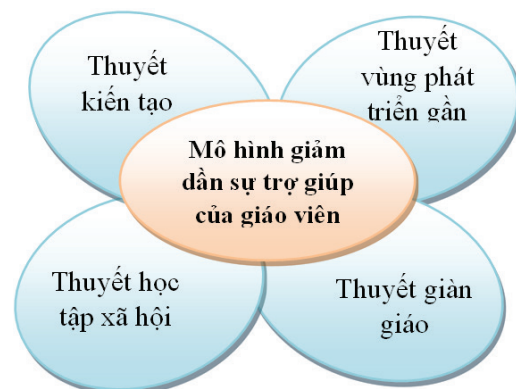 Thuyết
kiến tạo
Thuyết
vùng phát
triển gần
Mô hình giảm
dần sự trợ giúp
của giáo viên
Thuyết học
tập xã hội
Thuyết giàn
giáo